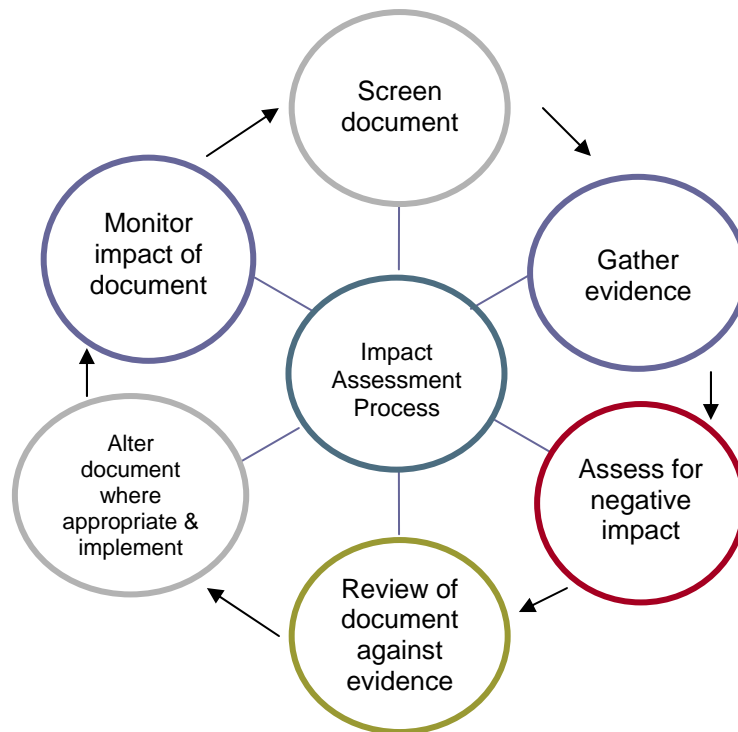 Screen
document
Gather
evidence
Assess for
negative
impact
Review of
document
against
evidence
Alter
document
where
appropriate &
implement
Monitor
impact of
document
Impact
Assessment
Process